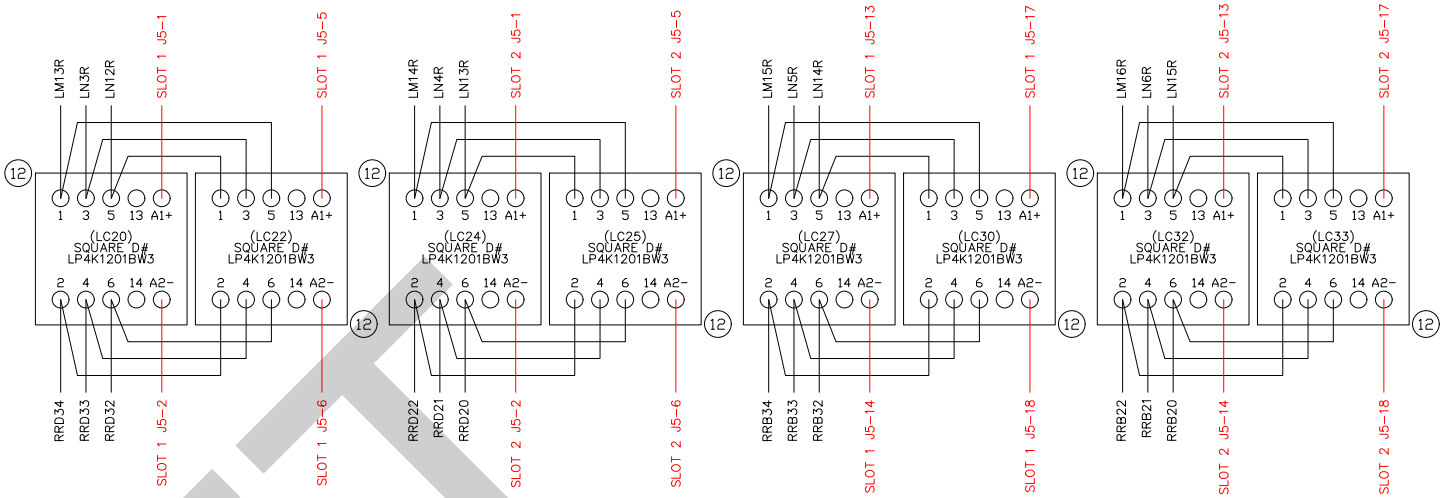 SLOT 1 J5-1
SLOT 1 J5-5
SLOT 2 J5-1
SLOT 2 J5-5
SLOT 1 J5-13
SLOT 1 J5-17
SLOT 2 J5-13
SLOT 2 J5-17
LM13R
LN3R
LN12R
LM14R
LN4R
LN13R
LM15R
LN5R
LN14R
LM16R
LN6R
LN15R
12
12
12
12
1 3 5 13 A1+
1 3 5 13 A1+
1 3 5 13 A1+
1 3 5 13 A1+
1 3 5 13 A1+
1 3 5 13 A1+
1 3 5 13 A1+
1 3 5 13 A1+
(LC20)
SQUARE D#
LP4K1201BW3
(LC22)
SQUARE D#
LP4K1201BW3
(LC24)
SQUARE D#
LP4K1201BW3
(LC25)
SQUARE D#
LP4K1201BW3
(LC27)
SQUARE D#
LP4K1201BW3
(LC30)
SQUARE D#
LP4K1201BW3
(LC32)
SQUARE D#
LP4K1201BW3
(LC33)
SQUARE D#
LP4K1201BW3
2 4 6 14 A2-
2 4 6 14 A2-
2 4 6 14 A2-
2 4 6 14 A2-
2 4 6 14 A2-
2 4 6 14 A2-
2 4 6 14 A2-
2 4 6 14 A2-
12
12
12
12
RRD34
RRD33
RRD32
RRD22
RRD21
RRD20
RRB34
RRB33
RRB32
RRB22
RRB21
RRB20
SLOT 1 J5-2
SLOT 1 J5-6
SLOT 2 J5-2
SLOT 2 J5-6
SLOT 1 J5-14
SLOT 1 J5-18
SLOT 2 J5-14
SLOT 2 J5-18